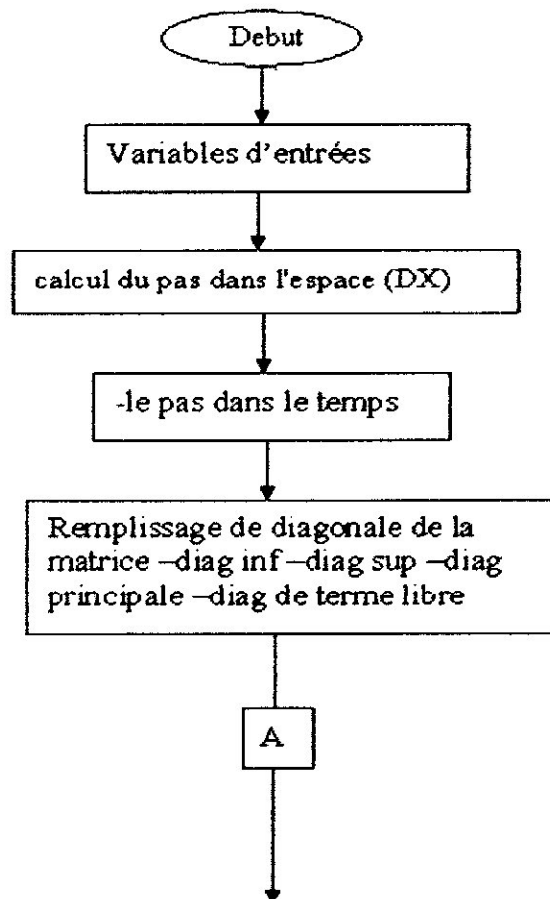 Debut
Variables d'entrées
calcul du pas dans l'espace (DX)
-le pas dans le temps
Remplissage de diagonale de la
matrice –diag inf –diag sup –diag
principale –diag de terme libre
A